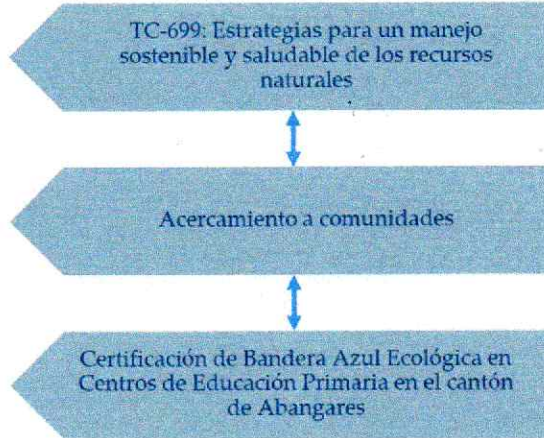 TC-699: Estrategias para un manejo
sostenible y saludable de los recursos
naturales
Acercamiento a comunidades
Certificación de Bandera Azul Ecológica en
Centros de Educación Primaria en el cantón
de Abangares